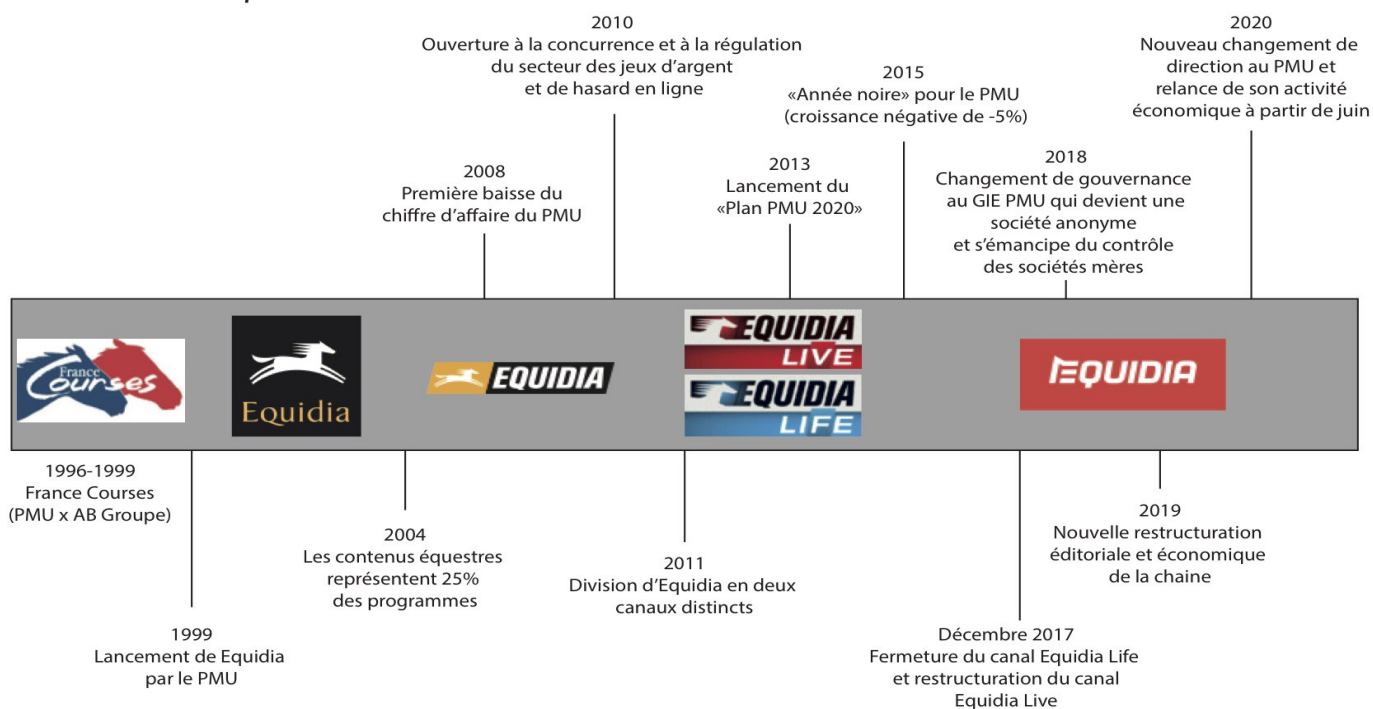 2010
Ouverture à la concurrence et à la régulation
du secteur des jeux d'argent
et de hasard en ligne
2020
Nouveau changement de
direction au PMU et
relance de son activité
économique à partir de juin
2015
«Année noire» pour le PMU
(croissance négative de -5%)
2008
Première baisse du
chiffre d'affaire du PMU
2013
Lancement du
«Plan PMU 2020»
2018
Changement de gouvernance
au GIE PMU qui devient une
société anonyme
et s'émancipe du contrôle
des sociétés mères
France
Courses
Equidia
EQUIDIA
EQUIDIA
LIVE
EQUIDIA
LIFE
EQUIDIA
1996-1999
France Courses
(PMU x AB Groupe)
1999
Lancement de Equidia
par le PMU
2004
Les contenus équestres
représentent 25%
des programmes
2011
Division d'Equidia en deux
canaux distincts
Décembre 2017
Fermeture du canal Equidia Life
et restructuration du canal
Equidia Live
2019
Nouvelle restructuration
éditoriale et économique
de la chaine